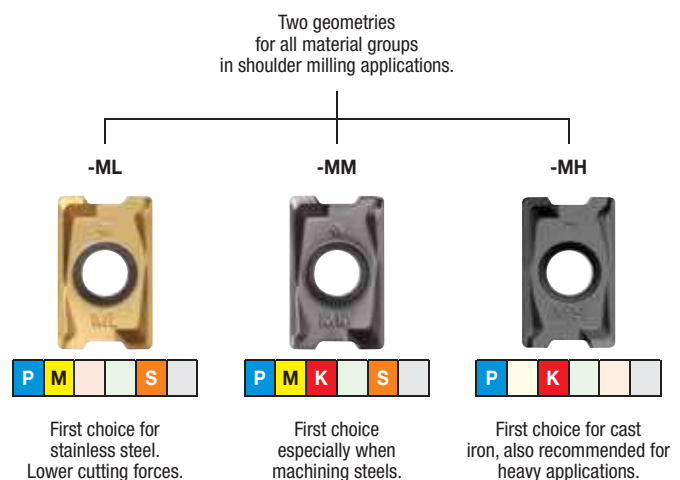 Two geometries
for all material groups
in shoulder milling applications.
-ML
-MM
-MH
ML
P M S
P M K S
P K
First choice for
stainless steel.
Lower cutting forces.
First choice
especially when
machining steels.
First choice for cast
iron, also recommended for
heavy applications.